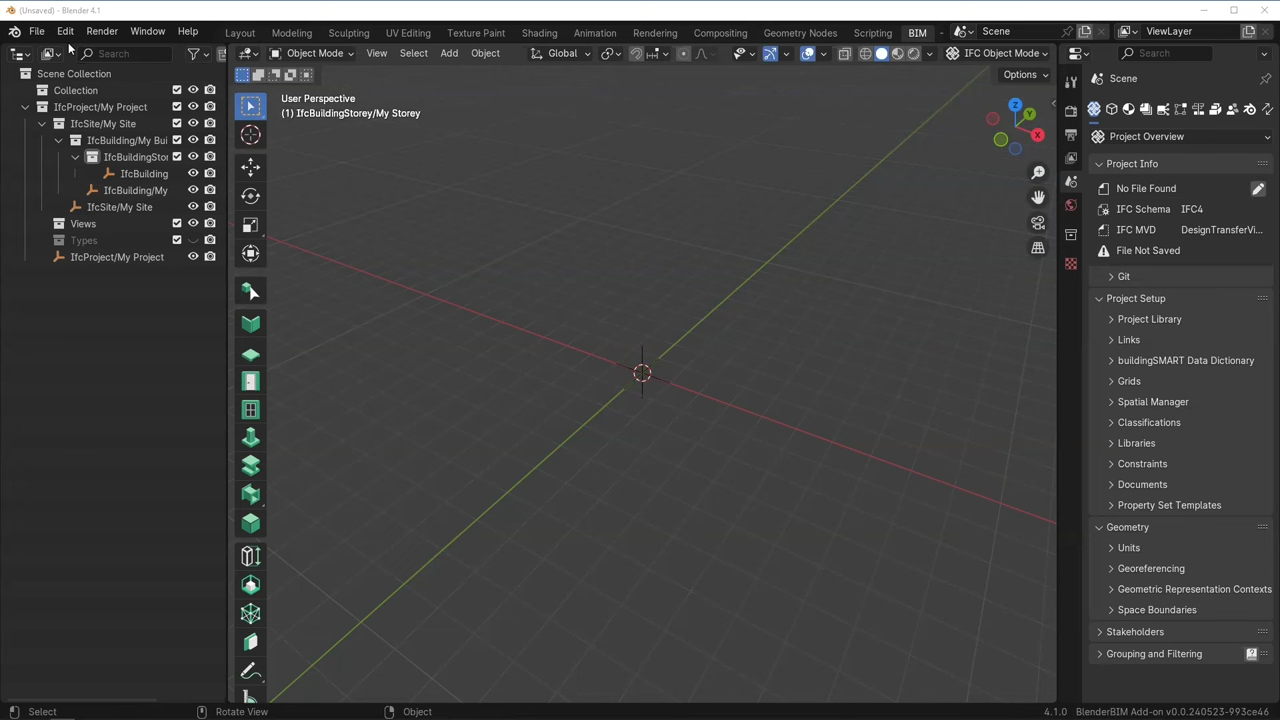 (Unsaved) - Blender 4.1
File Edit Render Window Help
Layout Modeling Sculpting UV Editing Texture Paint Shading Animation Rendering Compositing Geometry Nodes Scripting BIM
Scene
ViewLayer
Search
Object Mode View Select Add Object
Global
IFC Object Mode
Search
Options
Scene Collection
Collection
IfcProject/My Project
IfcSite/My Site
IfcBuilding/My Bui
IfcBuildingStor
IfcBuilding
IfcBuilding/My
IfcSite/My Site
Views
Types
IfcProject/My Project
User Perspective
(1) IfcBuildingStorey/My Storey
Z
Y
X
Scene
Project Overview
Project Info
No File Found
IFC Schema IFC4
IFC MVD DesignTransferVi...
File Not Saved
Git
Project Setup
Project Library
Links
buildingSMART Data Dictionary
Grids
Spatial Manager
Classifications
Libraries
Constraints
Documents
Property Set Templates
Geometry
Units
Georeferencing
Geometric Representation Contexts
Space Boundaries
Stakeholders
Grouping and Filtering
Select
Rotate View
Object
4.1.0 BlenderBIM Add-on v0.0.240523-993ce46